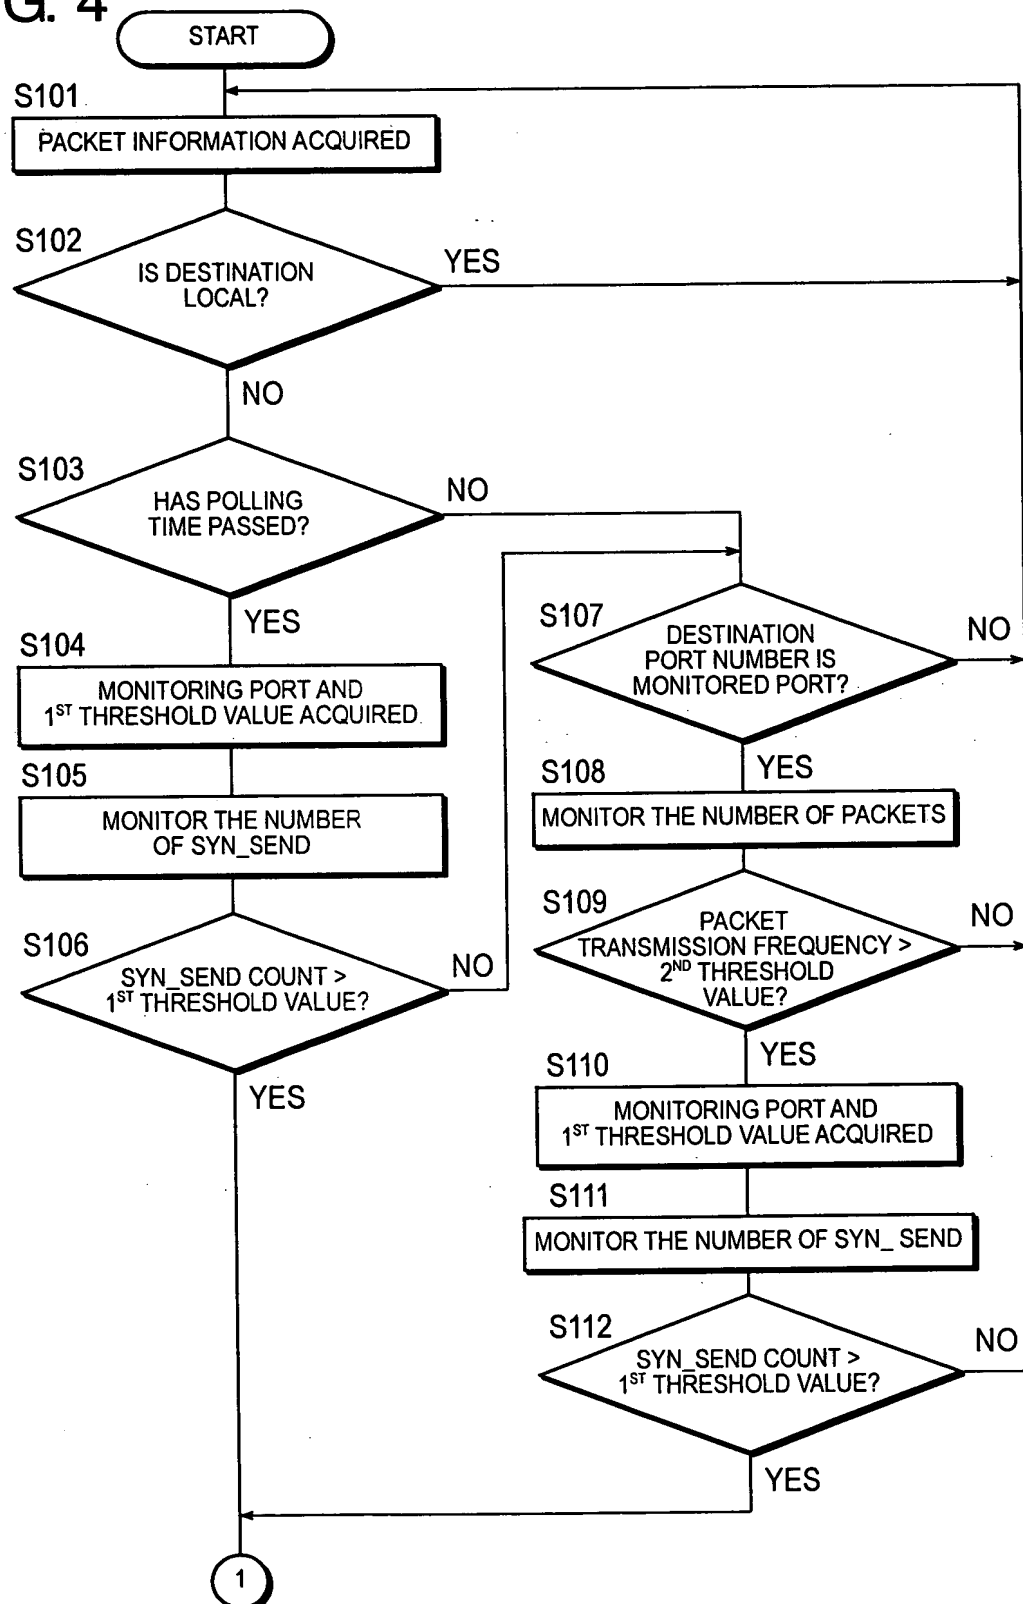 G. 4
START
S101
PACKET INFORMATION ACQUIRED
S102
IS DESTINATION
LOCAL?
YES
NO
S103
HAS POLLING
TIME PASSED?
NO
YES
S104
MONITORING PORT AND
1ST THRESHOLD VALUE ACQUIRED
S105
MONITOR THE NUMBER
OF SYN_SEND
S106
SYN_SEND COUNT >
1ST THRESHOLD VALUE?
NO
YES
S107
DESTINATION
PORT NUMBER IS
MONITORED PORT?
NO
YES
S108
MONITOR THE NUMBER OF PACKETS
S109
PACKET
TRANSMISSION FREQUENCY >
2ND THRESHOLD
VALUE?
NO
YES
S110
MONITORING PORT AND
1ST THRESHOLD VALUE ACQUIRED
S111
MONITOR THE NUMBER OF SYN_ SEND
S112
SYN_SEND COUNT >
1ST THRESHOLD VALUE?
NO
YES
1